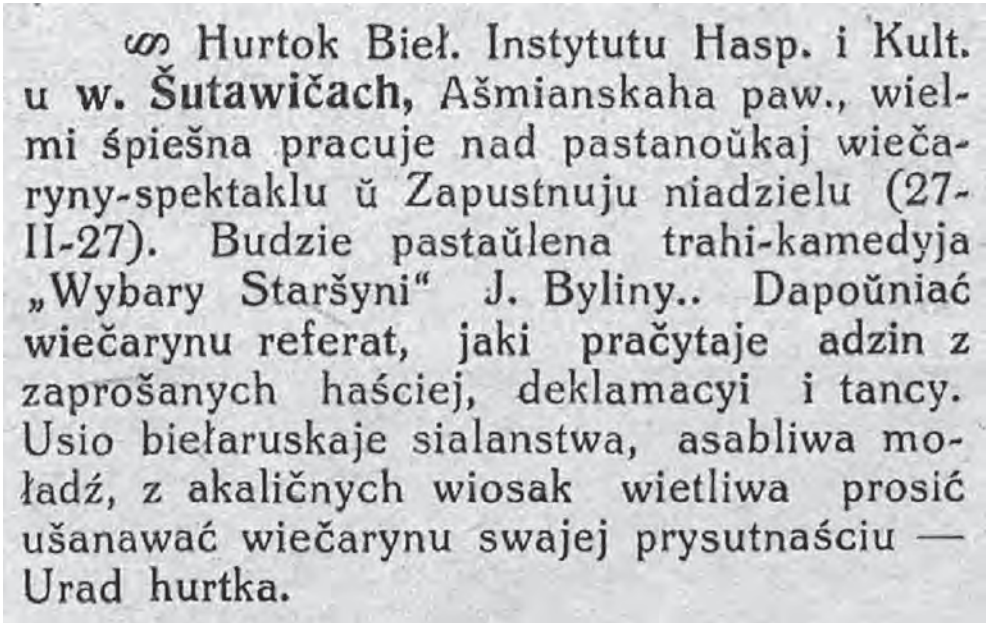 § Hurtok Bieł. Instytutu Hasp. i Kult.
u w. Šutawičach, Ašmianskaha paw., wiel-
mi śpiešna pracuje nad pastanoŭkaj wieča-
ryny-spektaklu ŭ Zapustnuju niadzielu (27-
II-27). Budzie pastaŭlena trahi-kamedyja
„Wybary Staršyni“ J. Byliny.. Dapoŭniać
wiečarynu referat, jaki pračytaje adzin z
zaprošanych haściej, deklamacyi i tancy.
Usio biełaruskaje sialanstwa, asabliwa mo-
ładź, z akaličnych wiosak wietliwa prosić
ušanawać wiečarynu swajej prysutnaściu —
Urad hurtka.